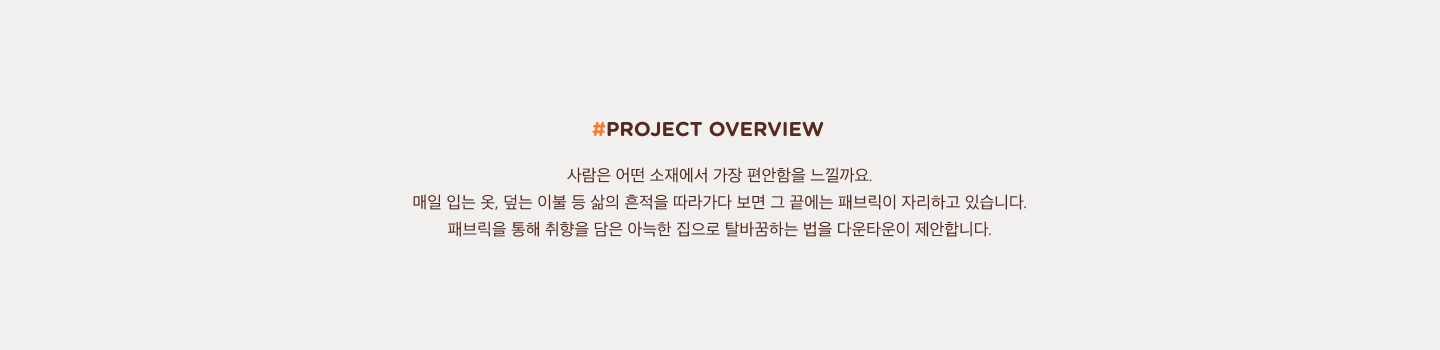 #PROJECT OVERVIEW
사람은 어떤 소재에서 가장 편안함을 느낄까요.
매일 입는 옷, 덮는 이불 등 삶의 흔적을 따라가다 보면 그 끝에는 패브릭이 자리하고 있습니다.
패브릭을 통해 취향을 담은 아늑한 집으로 탈바꿈하는 법을 다운타운이 제안합니다.